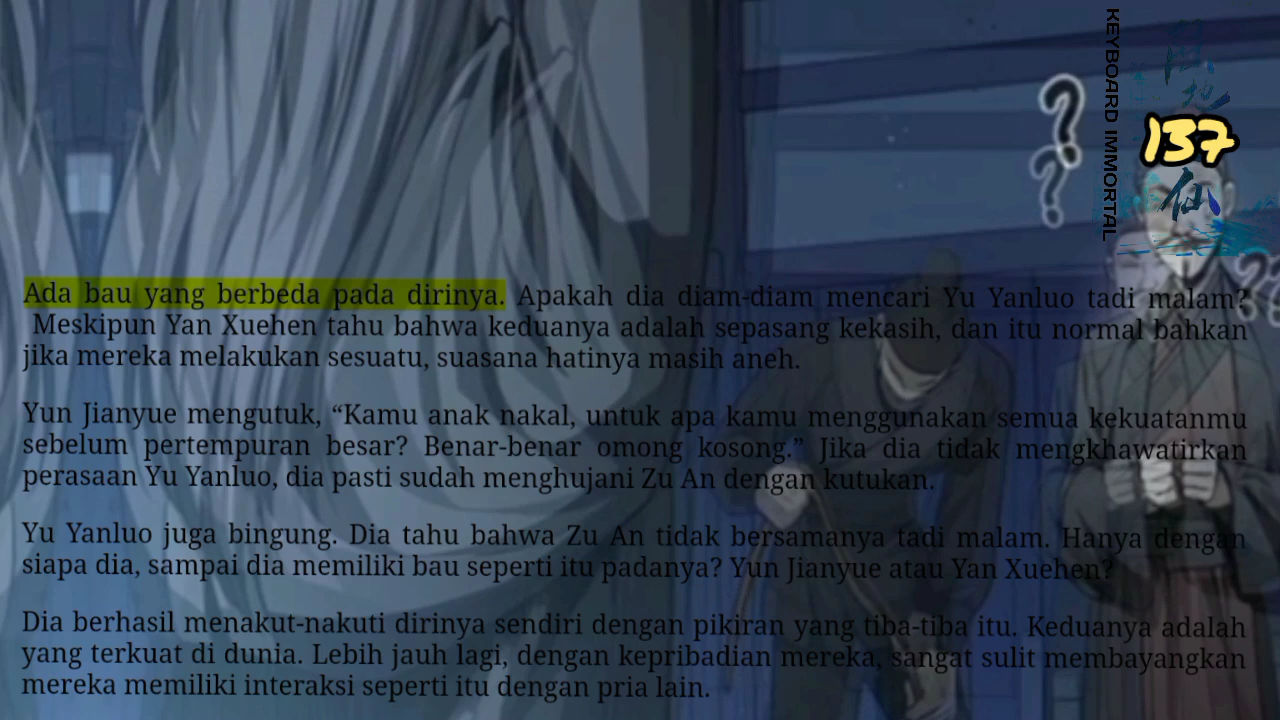 KEYBOARD IMMORTAL
137
仙
Ada bau yang berbeda pada dirinya. Apakah dia diam-diam mencari Yu Yanluo tadi malam?
Meskipun Yan Xuehen tahu bahwa keduanya adalah sepasang kekasih, dan itu normal bahkan
jika mereka melakukan sesuatu, suasana hatinya masih aneh.
Yun Jianyue mengutuk, “Kamu anak nakal, untuk apa kamu menggunakan semua kekuatanmu
sebelum pertempuran besar? Benar-benar omong kosong.” Jika dia tidak mengkhawatirkan
perasaan Yu Yanluo, dia pasti sudah menghujani Zu An dengan kutukan.
Yu Yanluo juga bingung. Dia tahu bahwa Zu An tidak bersamanya tadi malam. Hanya dengan
siapa dia, sampai dia memiliki bau seperti itu padanya? Yun Jianyue atau Yan Xuehen?
Dia berhasil menakut-nakuti dirinya sendiri dengan pikiran yang tiba-tiba itu. Keduanya adalah
yang terkuat di dunia. Lebih jauh lagi, dengan kepribadian mereka, sangat sulit membayangkan
mereka memiliki interaksi seperti itu dengan pria lain.
? ?
??